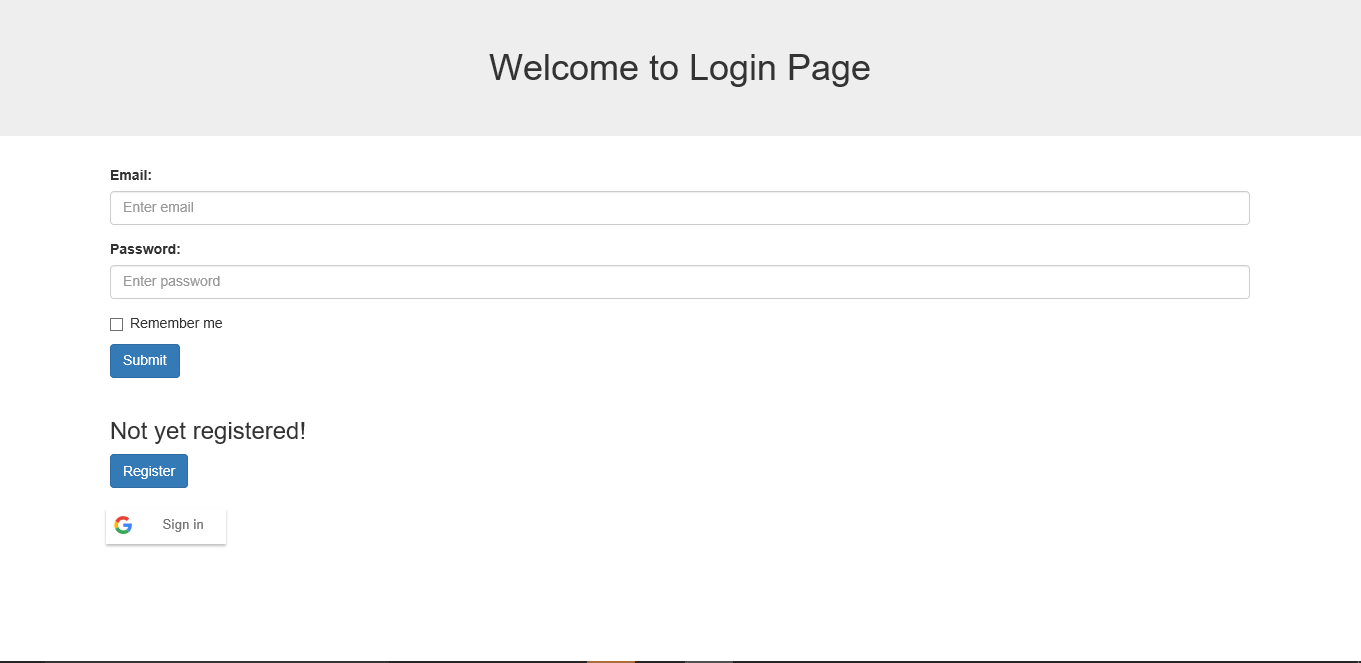 Welcome to Login Page
Email:
Enter email
Password:
Enter password
Remember me
Submit
Not yet registered!
Register
Sign in